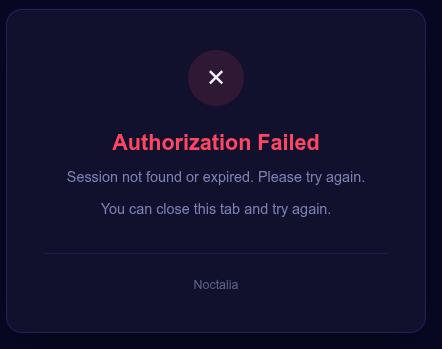 Authorization Failed
Session not found or expired. Please try again.
You can close this tab and try again.
Noctalia